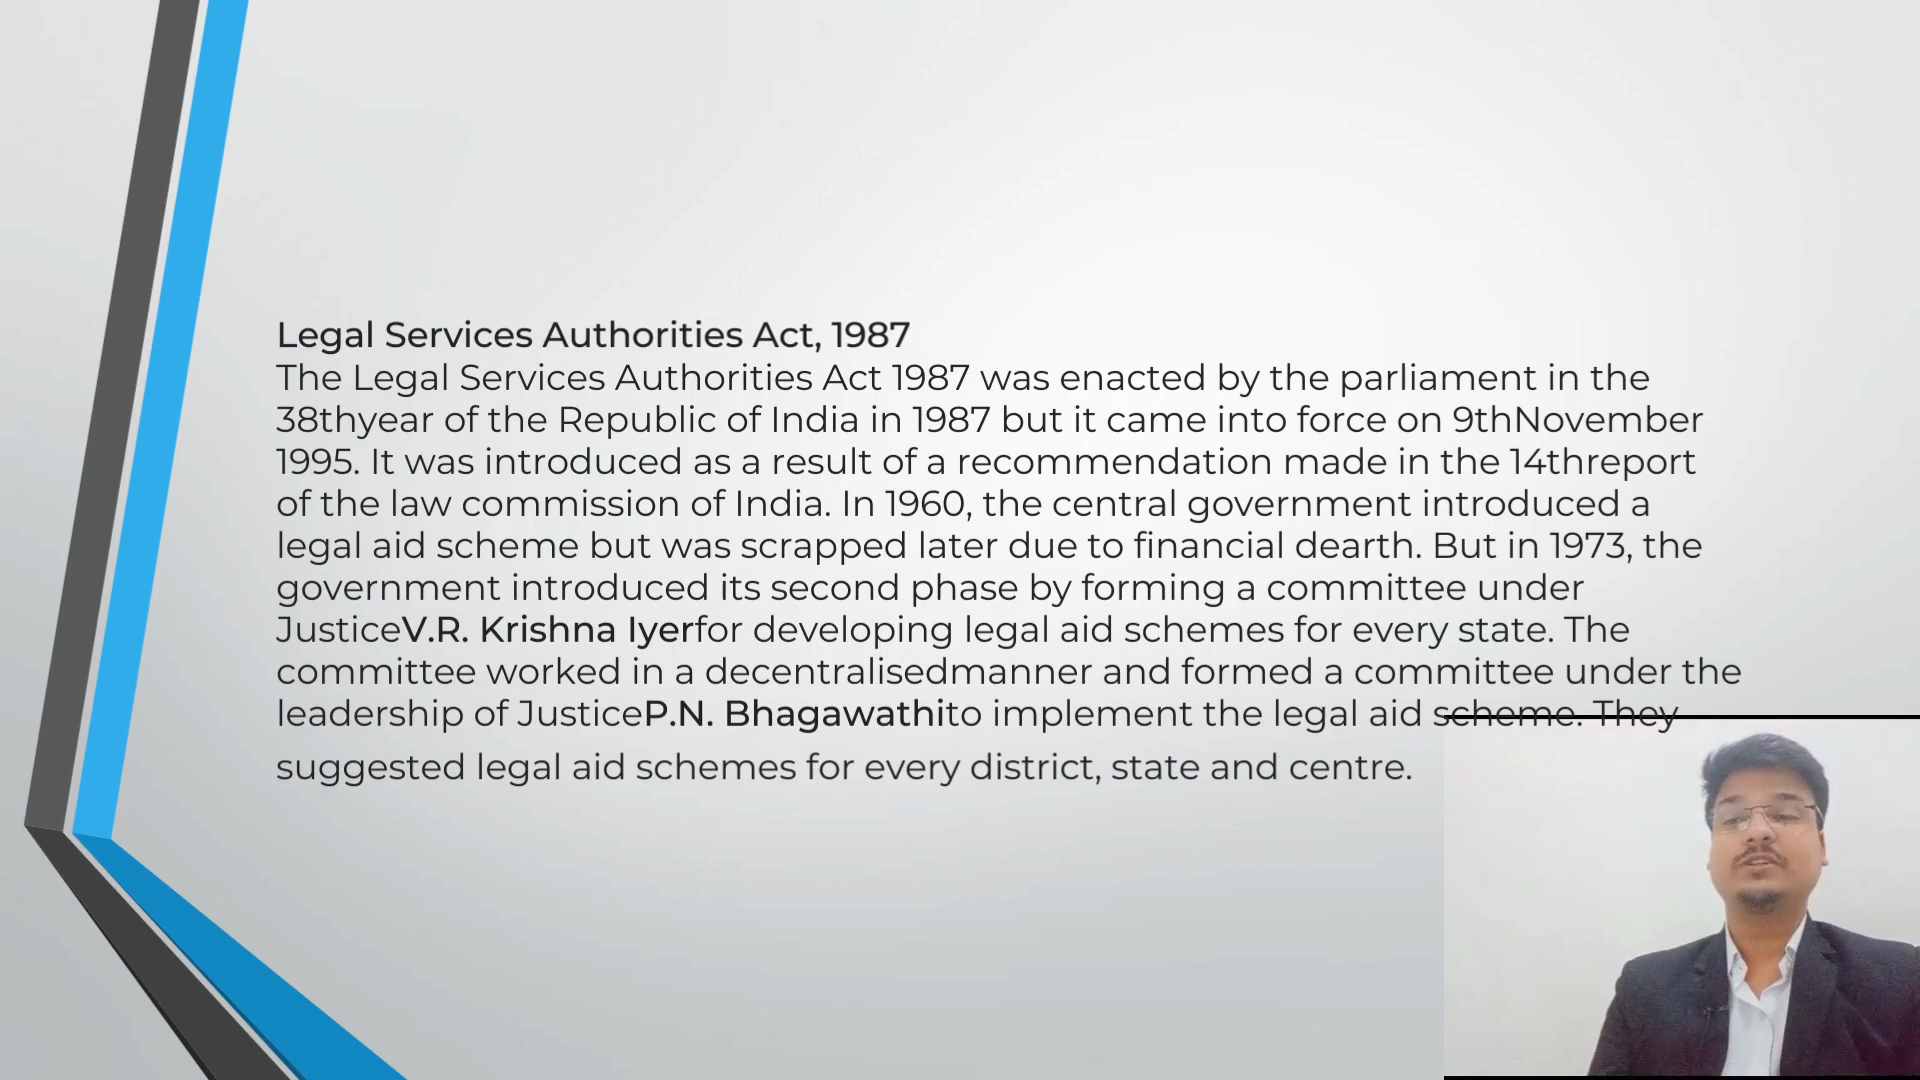 Legal Services Authorities Act, 1987
The Legal Services Authorities Act 1987 was enacted by the parliament in the
38thyear of the Republic of India in 1987 but it came into force on 9thNovember
1995. It was introduced as a result of a recommendation made in the 14threport
of the law commission of India. In 1960, the central government introduced a
legal aid scheme but was scrapped later due to financial dearth. But in 1973, the
government introduced its second phase by forming a committee under
JusticeV.R. Krishna Iyerfor developing legal aid schemes for every state. The
committee worked in a decentralisedmanner and formed a committee under the
leadership of JusticeP.N. Bhagawathito implement the legal aid scheme. They
suggested legal aid schemes for every district, state and centre.